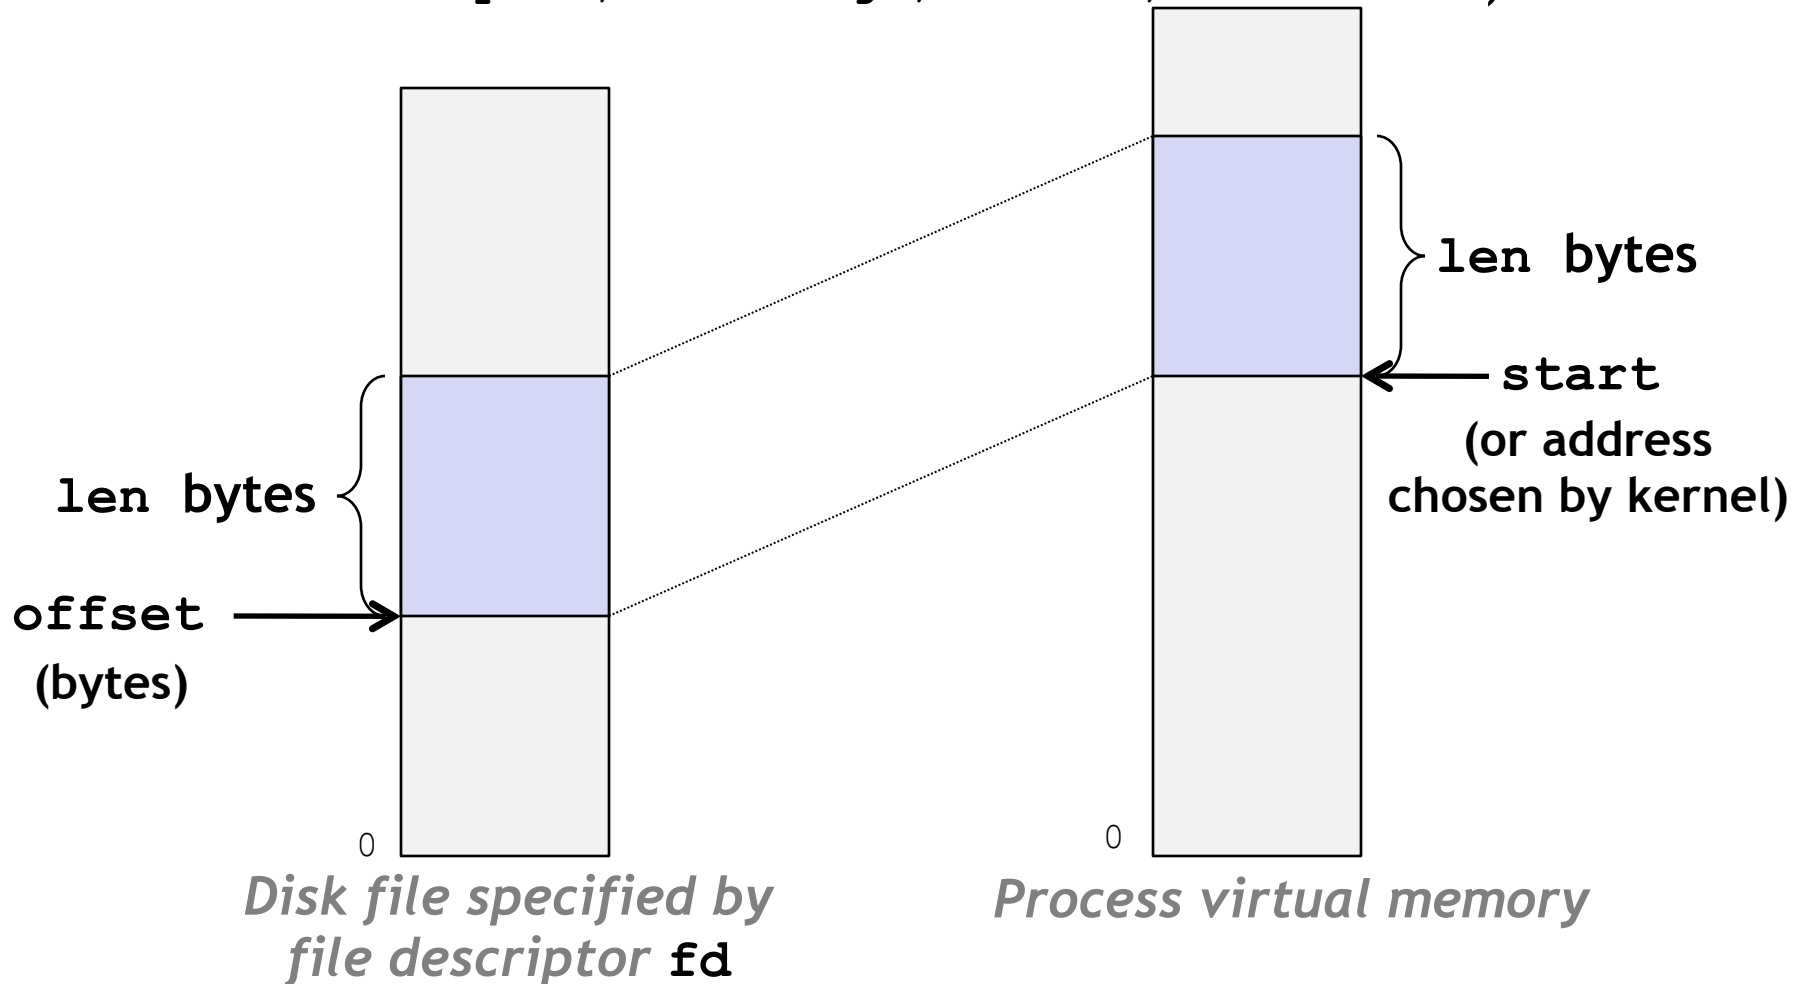 len bytes
start
(or address
chosen by kernel)
len bytes
offset
(bytes)
0
0
Disk file specified by
file descriptor fd
Process virtual memory